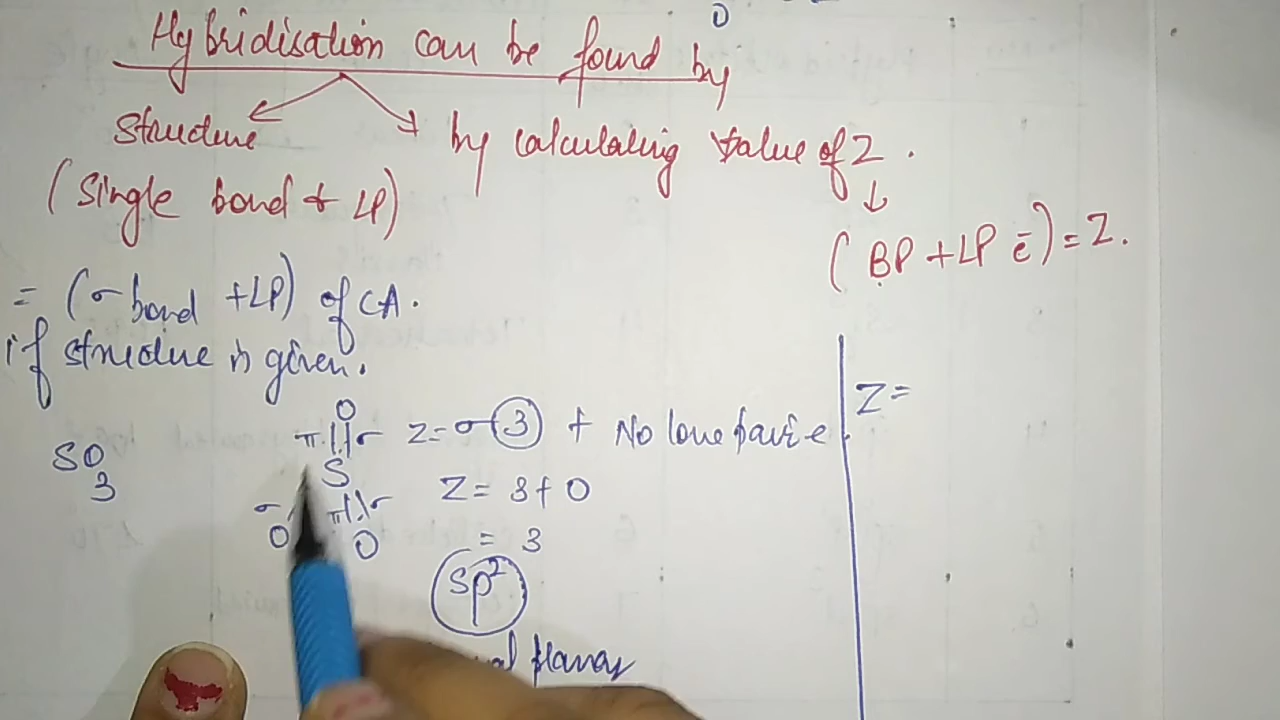 Hybridisation can be found by
Structure
by calculating value of Z.
(Single bond + LP)
(BP + LP ē) = Z.
= (σ bond + LP) of CA.
if structure is given.
Z =
O
π σ Z = σ 3 + No lone pair e
SO3
S
Z = 3 + 0
σ π σ
O O
= 3
sp²
planar